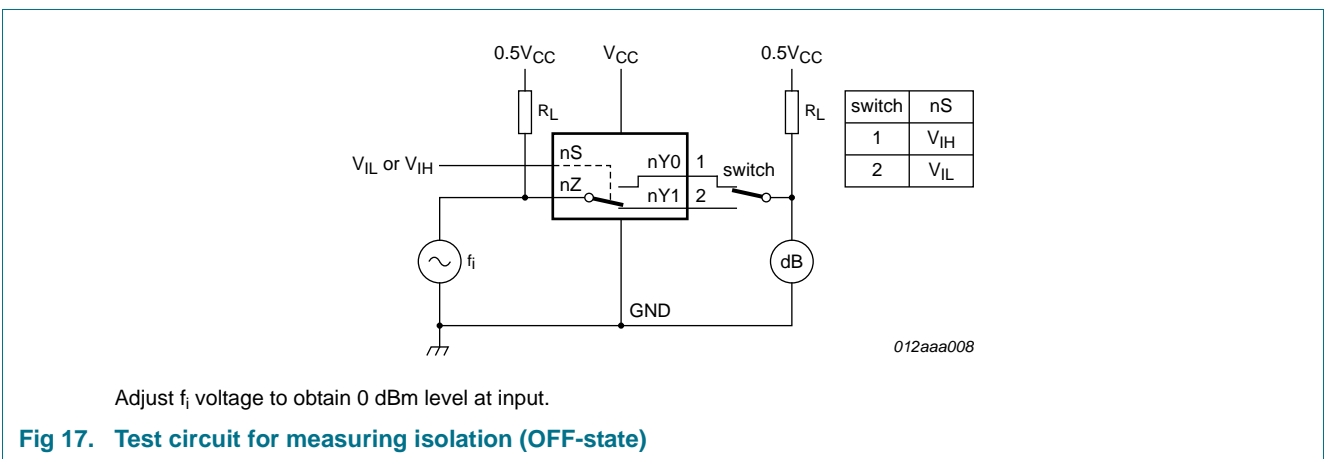 0.5VCC VCC 0.5VCC
RL RL
switch nS
1 VIH
2 VIL
VIL or VIH
nS
nZ
nY0 1
nY1 2
switch
fi
dB
GND
012aaa008
Adjust fi voltage to obtain 0 dBm level at input.
Fig 17. Test circuit for measuring isolation (OFF-state)